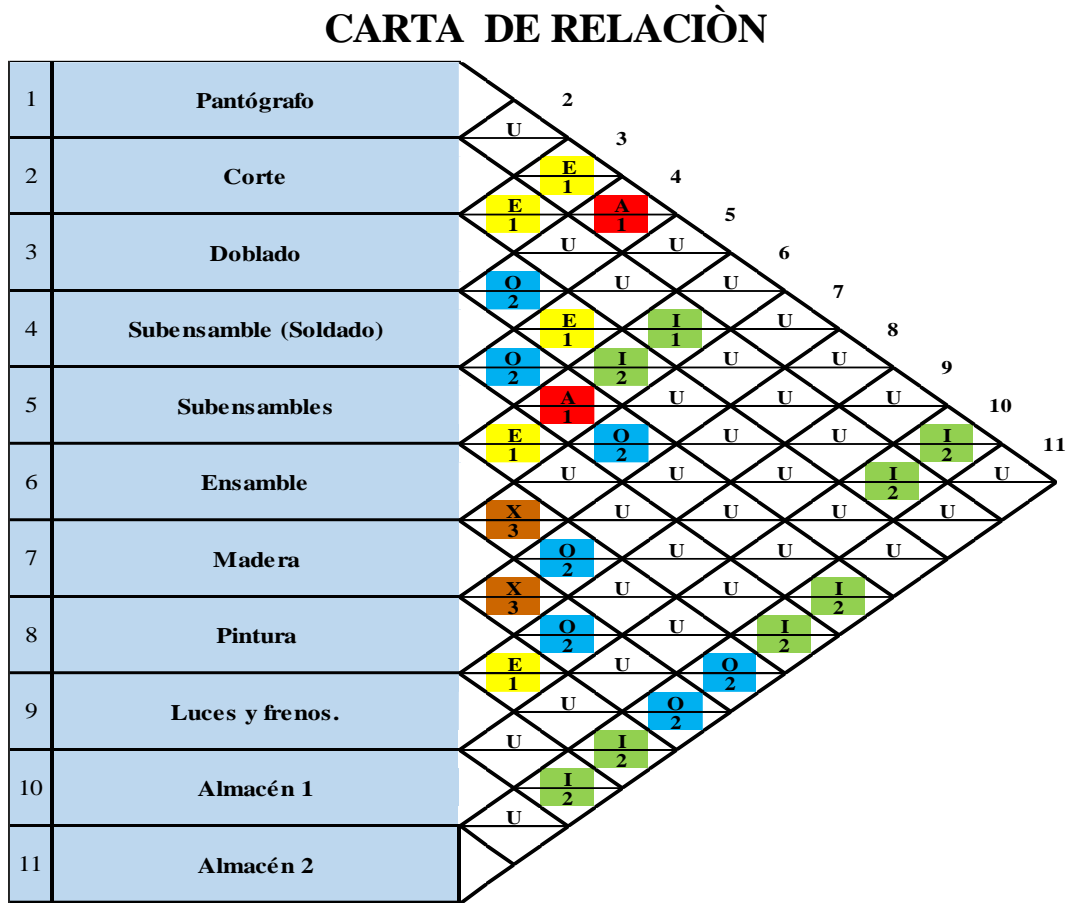 CARTA DE RELACIÒN
1 Pantógrafo 2
U 3
2 Corte E 4
1
E A 5
1 1
3 Doblado U U 6
O U U 7
2
4 Subensamble (Soldado) E I U 8
1 1
O I U U 9
2 2
5 Subensambles A U U U 10
1
E O U U I 11
1 2 2
6 Ensamble U U U I U
2
X U U U U
3
7 Madera O U U U
2
X U U I
3 2
8 Pintura O U I
2 2
E U O
1 2
9 Luces y frenos. U O
2
U I
2
10 Almacén 1 I
2
U
11 Almacén 2